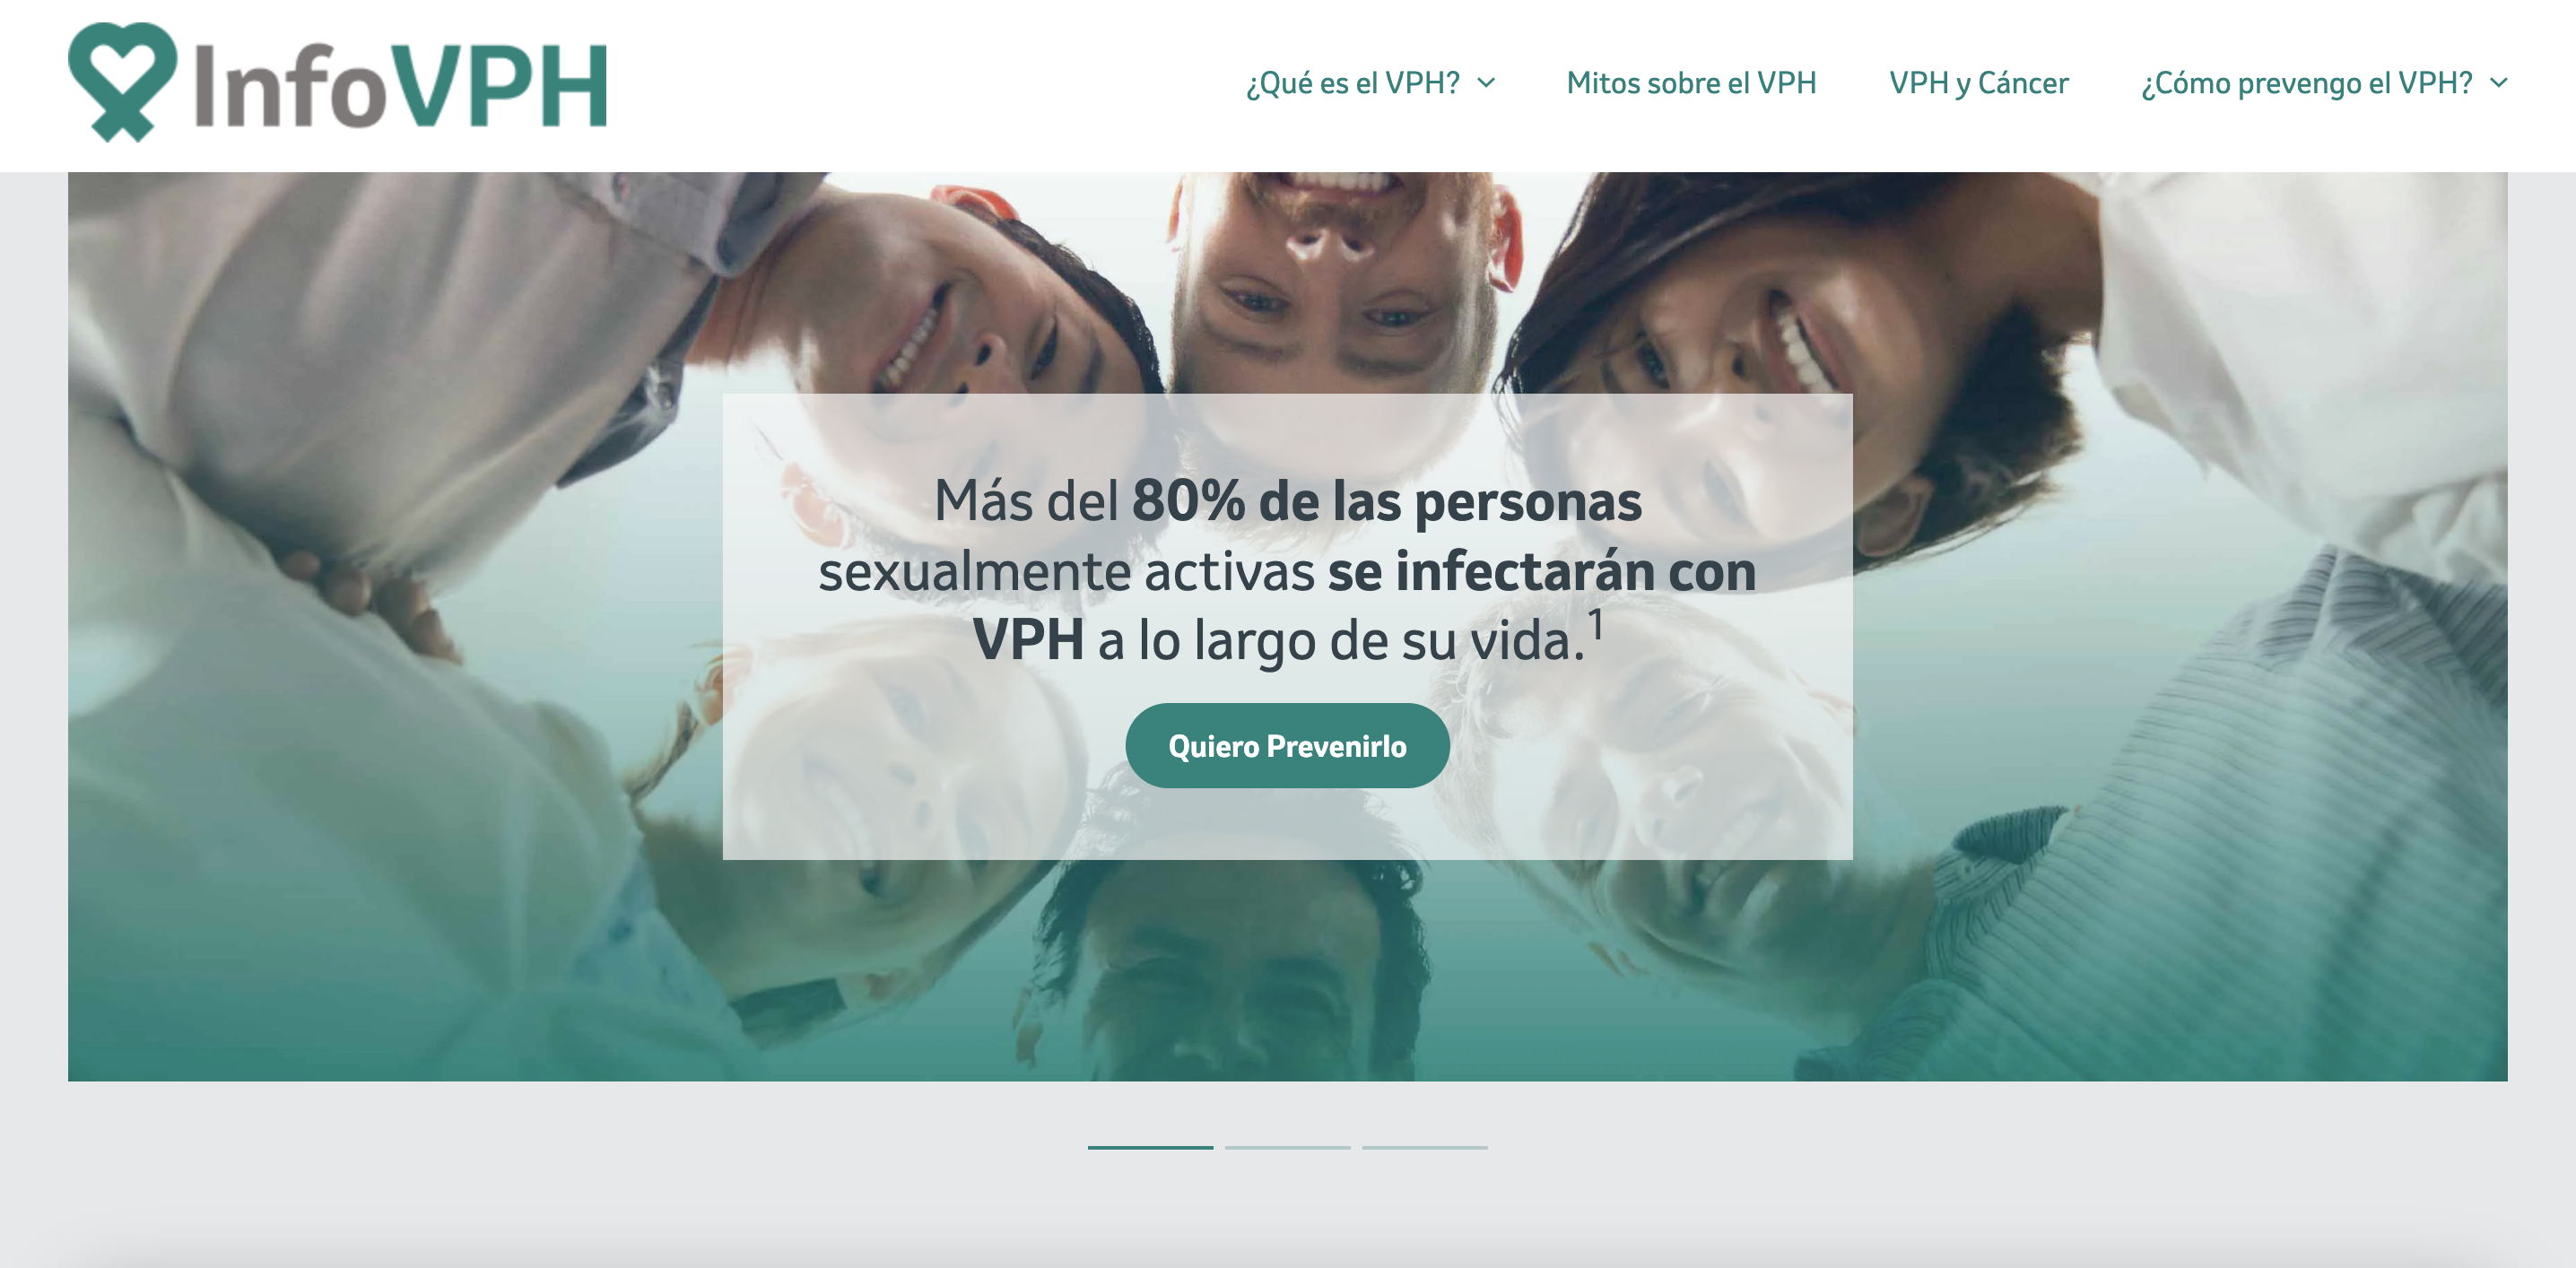 InfoVPH
¿Qué es el VPH?
Mitos sobre el VPH
VPH y Cáncer
¿Cómo prevengo el VPH?
Más del 80% de las personas
sexualmente activas se infectarán con
VPH a lo largo de su vida.1
Quiero Prevenirlo